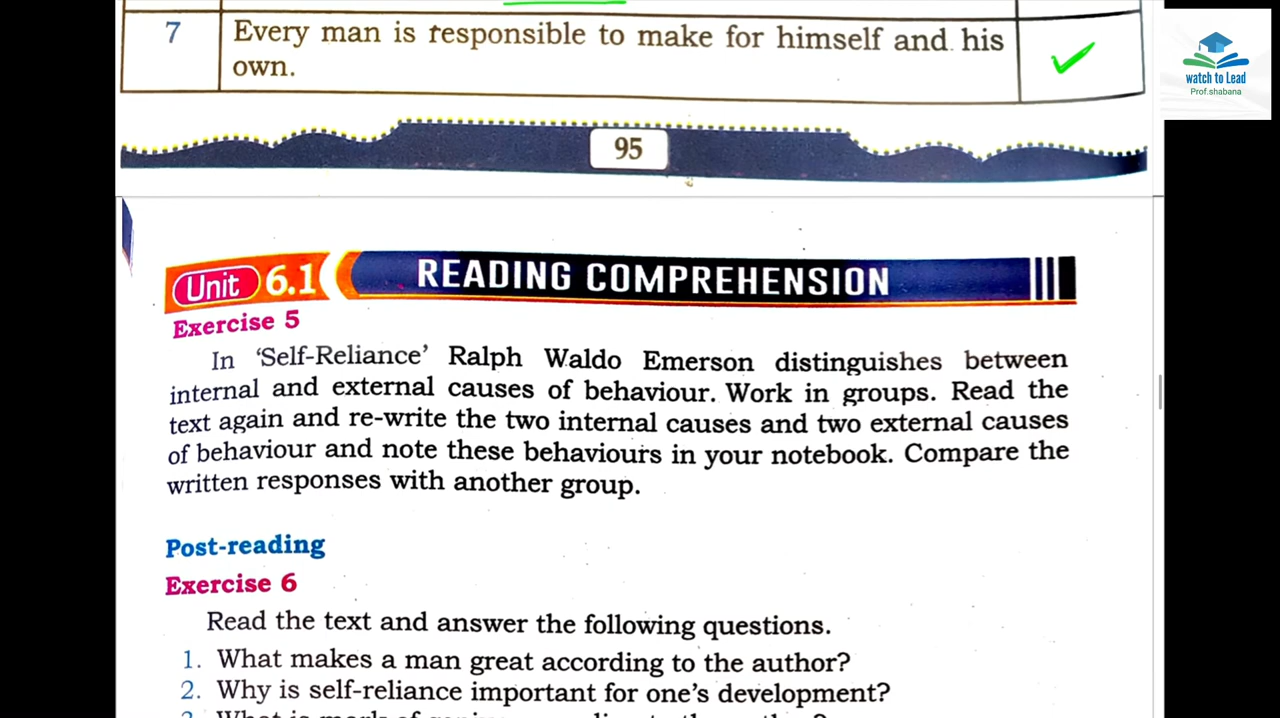 7 Every man is responsible to make for himself and his
own.
watch to Lead
Prof.shabana
95
Unit 6.1 READING COMPREHENSION
Exercise 5
In ‘Self-Reliance’ Ralph Waldo Emerson distinguishes between
internal and external causes of behaviour. Work in groups. Read the
text again and re-write the two internal causes and two external causes
of behaviour and note these behaviours in your notebook. Compare the
written responses with another group.
Post-reading
Exercise 6
Read the text and answer the following questions.
1. What makes a man great according to the author?
2. Why is self-reliance important for one's development?